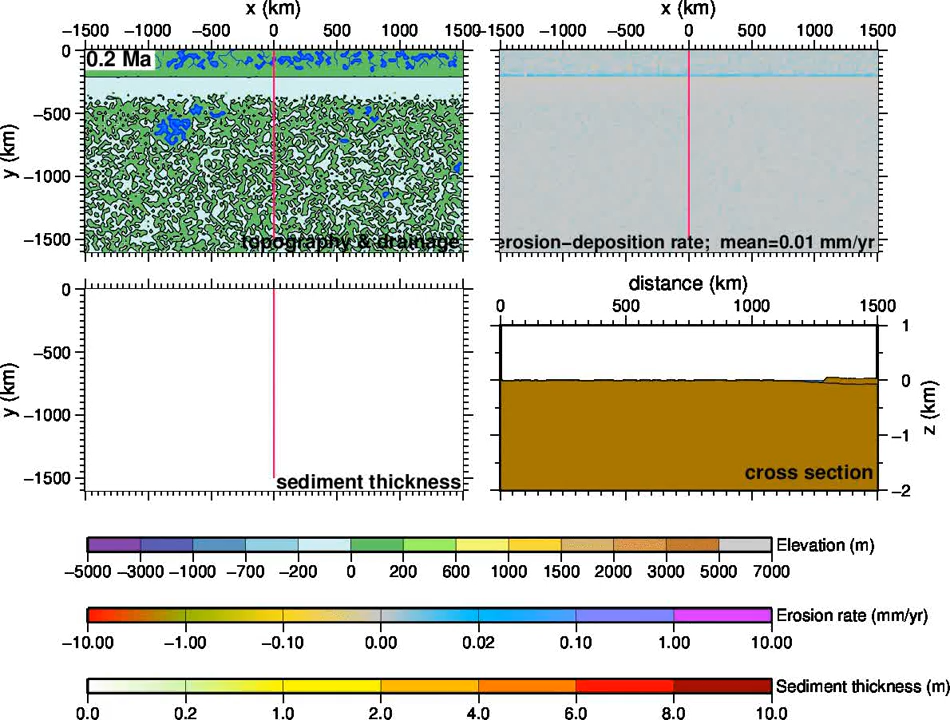 x (km)
x (km)
−1500 −1000 −500 0 500 1000 1500
−1500 −1000 −500 0 500 1000 1500
0.2 Ma
0
−500
−1000
−1500
y (km)
topography & drainage
erosion−deposition rate; mean=0.01 mm/yr
0
−500
−1000
−1500
y (km)
sediment thickness
distance (km)
0 500 1000 1500
1
0
−1
−2
z (km)
cross section
Elevation (m)
−5000 −3000 −1000 −700 −200 0 200 600 1000 1500 2000 3000 5000 7000
Erosion rate (mm/yr)
−10.00 −1.00 −0.10 0.00 0.02 0.10 1.00 10.00
Sediment thickness (m)
0.0 0.2 1.0 2.0 4.0 6.0 8.0 10.0